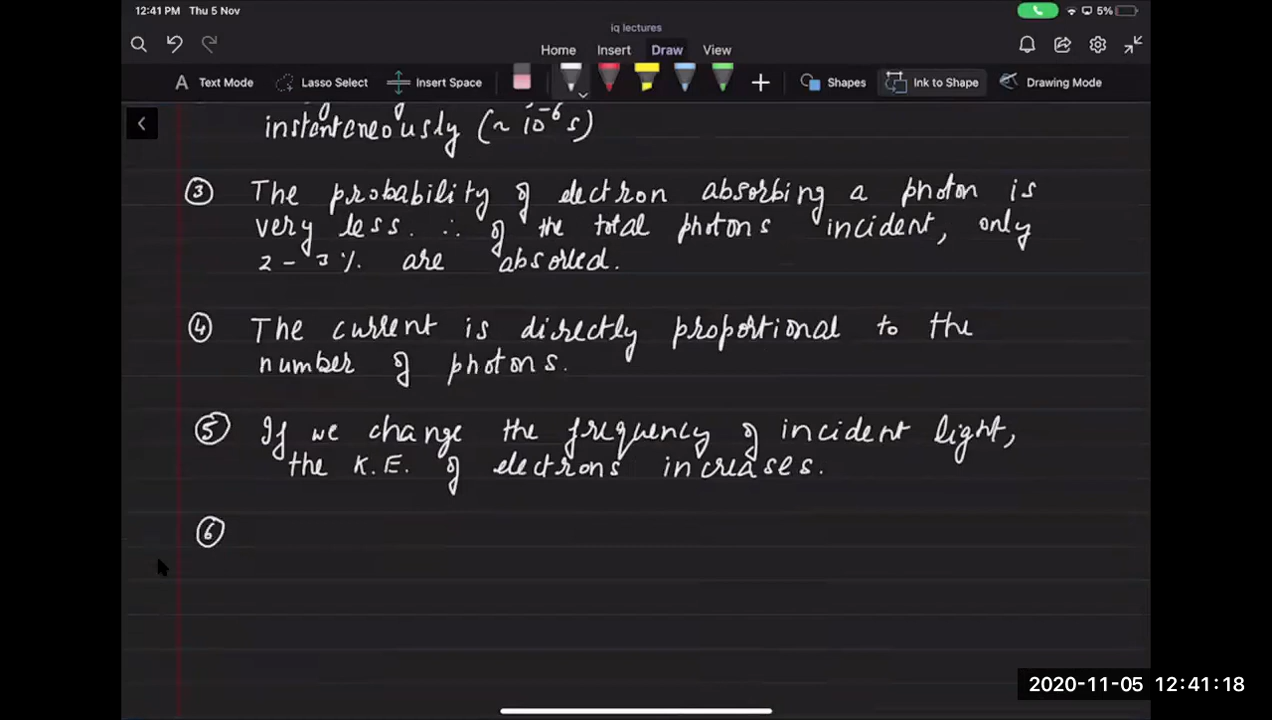 12:41 PM Thu 5 Nov
5%
iq lectures
Home Insert Draw View
Text Mode Lasso Select Insert Space Shapes Ink to Shape Drawing Mode
instantaneously (~ 10^-6 s)
③ The probability of electron absorbing a photon is
very less. ∴ of the total photons incident, only
2 - 3 % are absorbed.
④ The current is directly proportional to the
number of photons.
⑤ If we change the frequency of incident light,
the K.E. of electrons increases.
⑥
2020-11-05 12:41:18